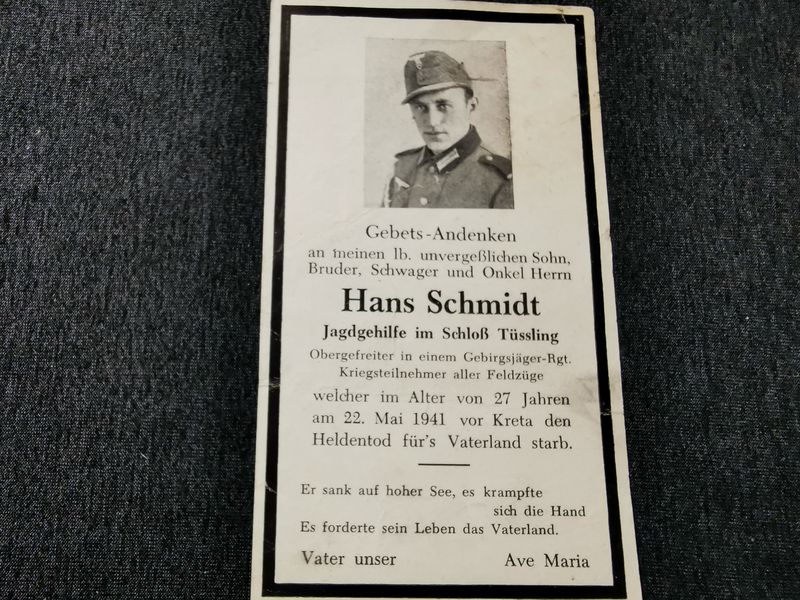 Gebets-Andenken
an meinen lb. unvergeßlichen Sohn,
Bruder, Schwager und Onkel Herrn
Hans Schmidt
Jagdgehilfe im Schloß Tüssling
Obergefreiter in einem Gebirgsjäger-Rgt.
Kriegsteilnehmer aller Feldzüge
welcher im Alter von 27 Jahren
am 22. Mai 1941 vor Kreta den
Heldentod für's Vaterland starb.
Er sank auf hoher See, es krampfte
sich die Hand
Es forderte sein Leben das Vaterland.
Vater unser Ave Maria